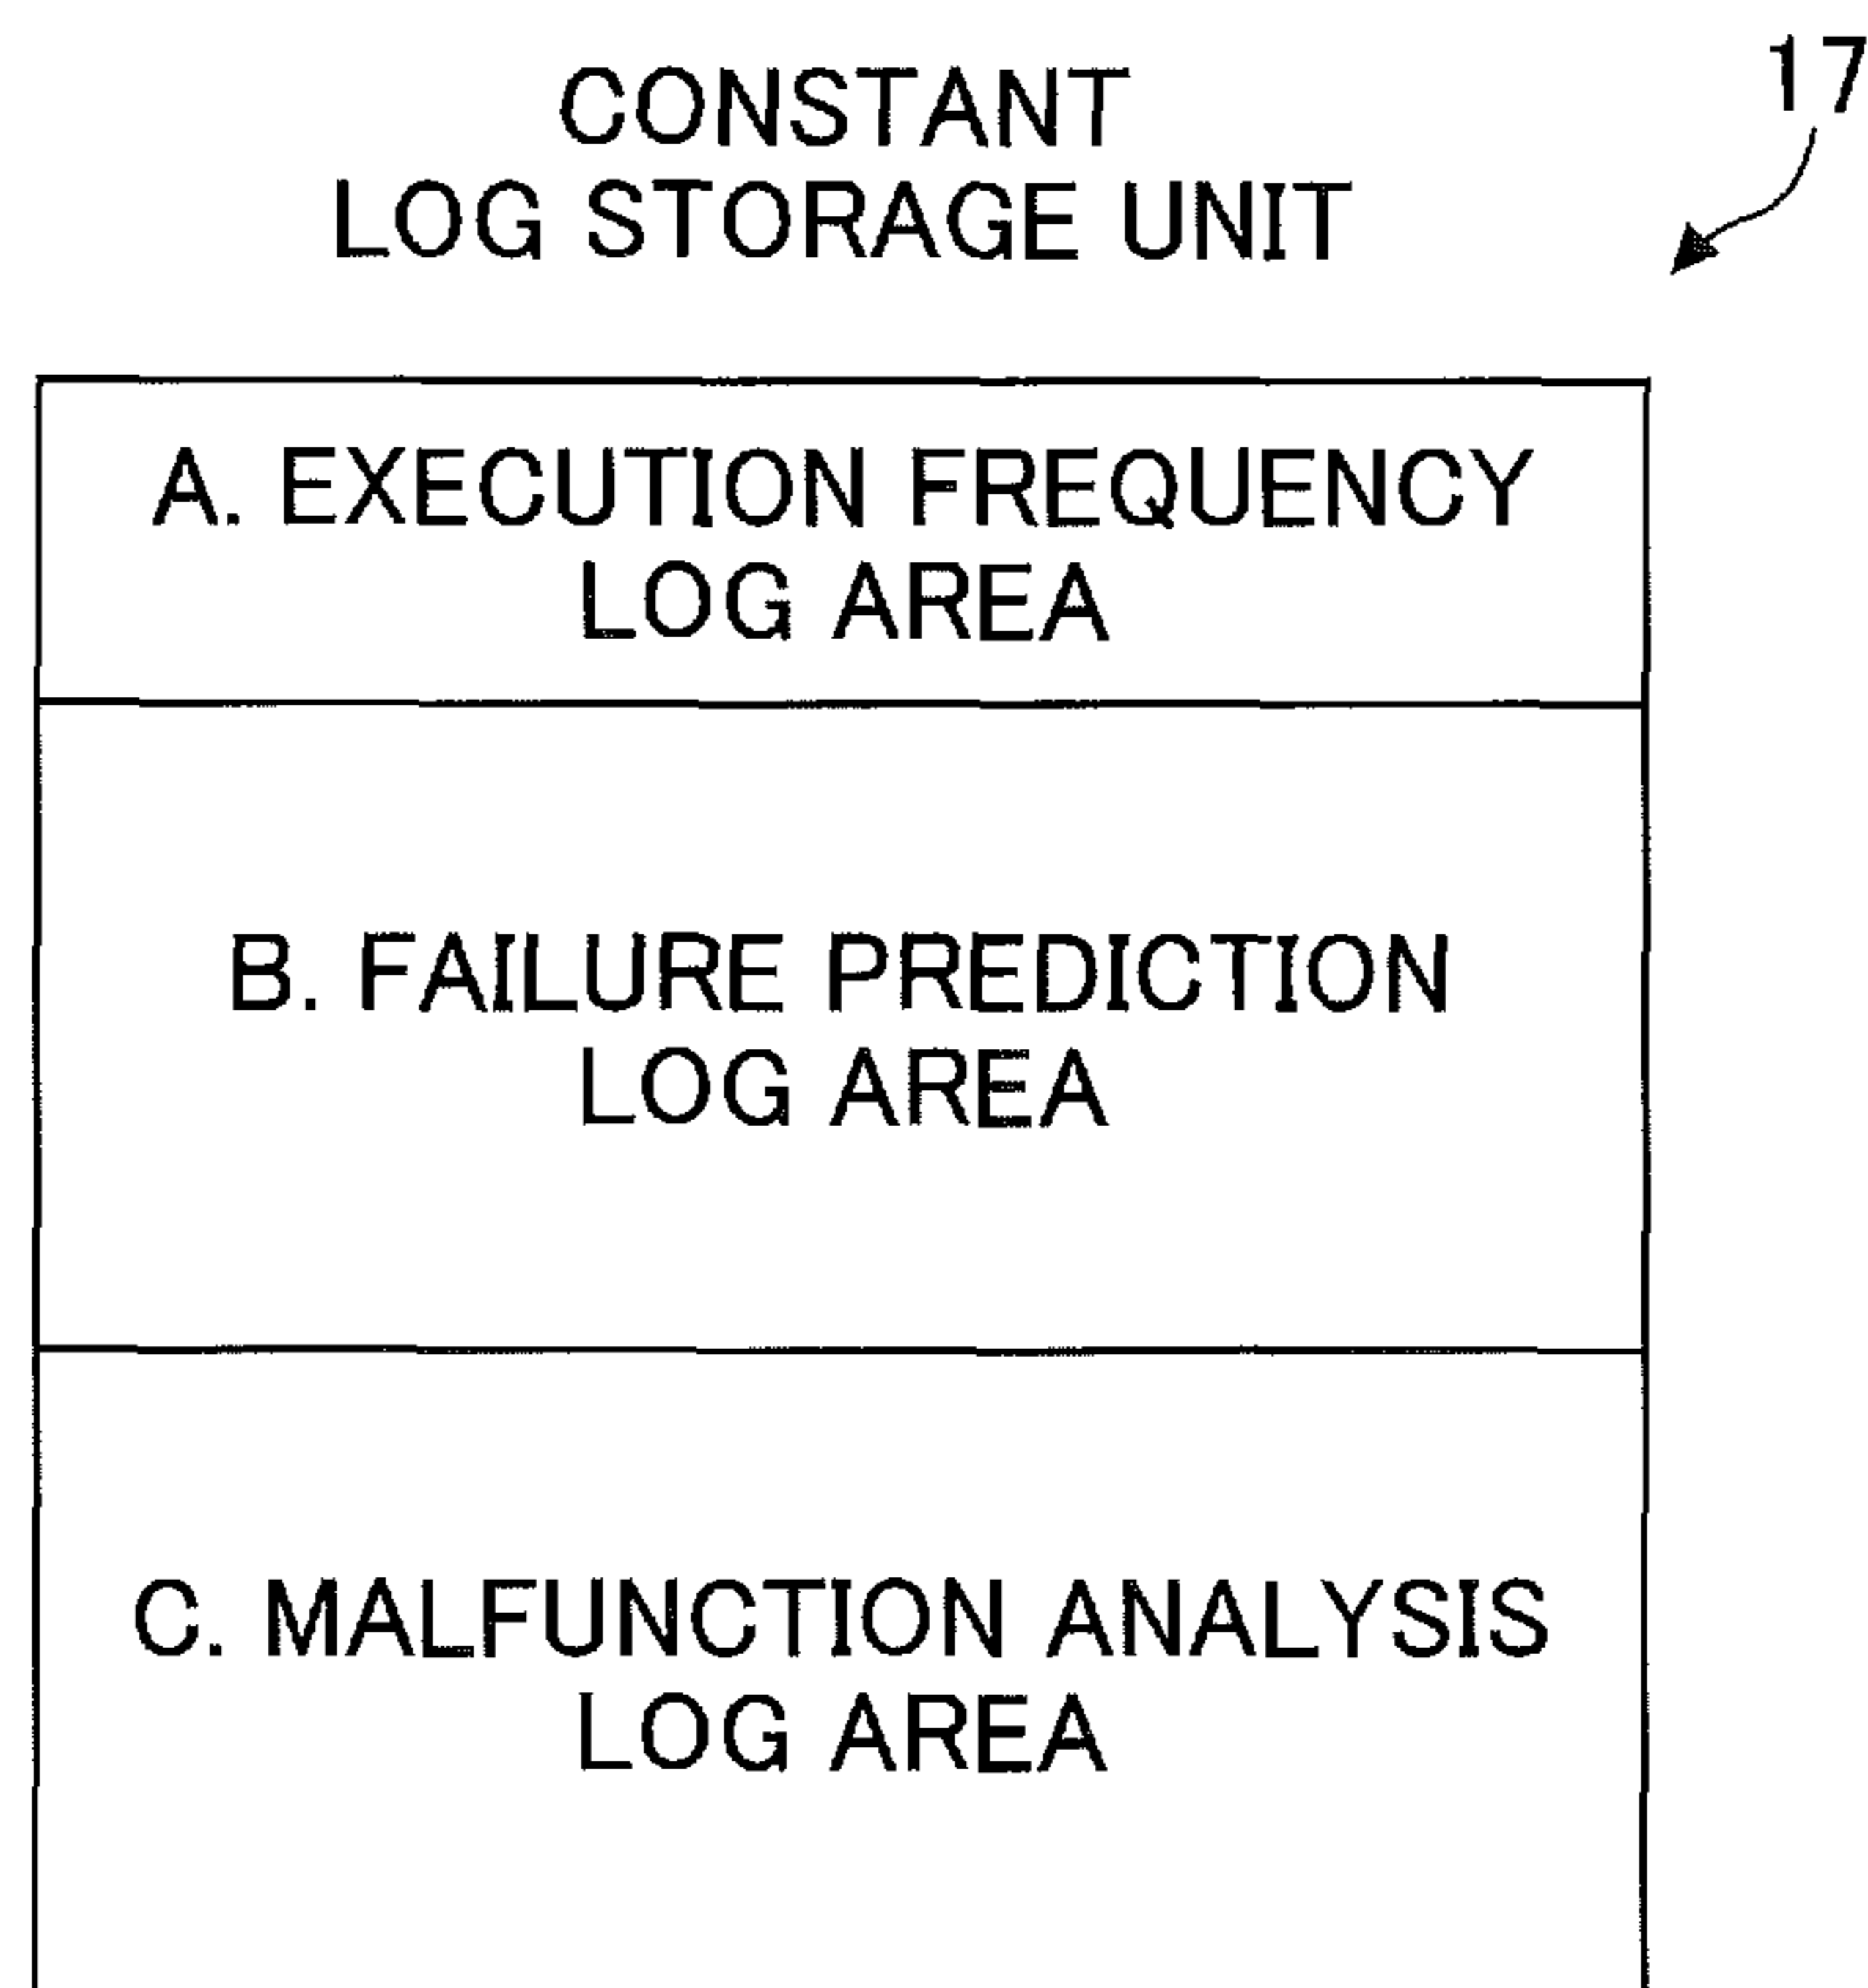 CONSTANT
17
LOG STORAGE UNIT
A. EXECUTION FREQUENCY
LOG AREA
B. FAILURE PREDICTION
LOG AREA
C. MALFUNCTION ANALYSIS
LOG AREA